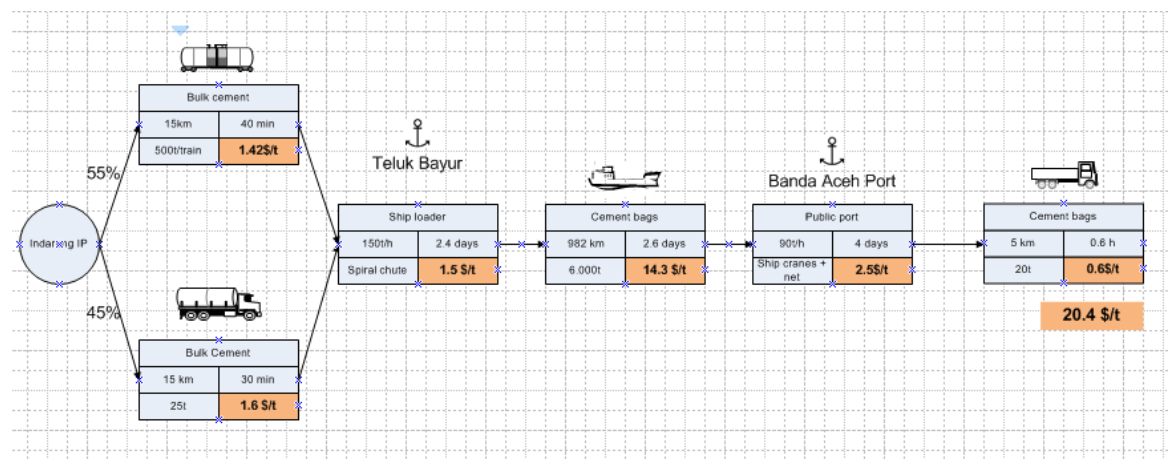 Bulk cement
15km 40 min
500t/train 1.42$/t
55%
Indarung IP
45%
Bulk Cement
15 km 30 min
25t 1.6 $/t
Teluk Bayur
Ship loader
150t/h 2.4 days
Spiral chute 1.5 $/t
Cement bags
982 km 2.6 days
6.000t 14.3 $/t
Banda Aceh Port
Public port
90t/h 4 days
Ship cranes +
net 2.5$/t
Cement bags
5 km 0.6 h
20t 0.6$/t
20.4 $/t